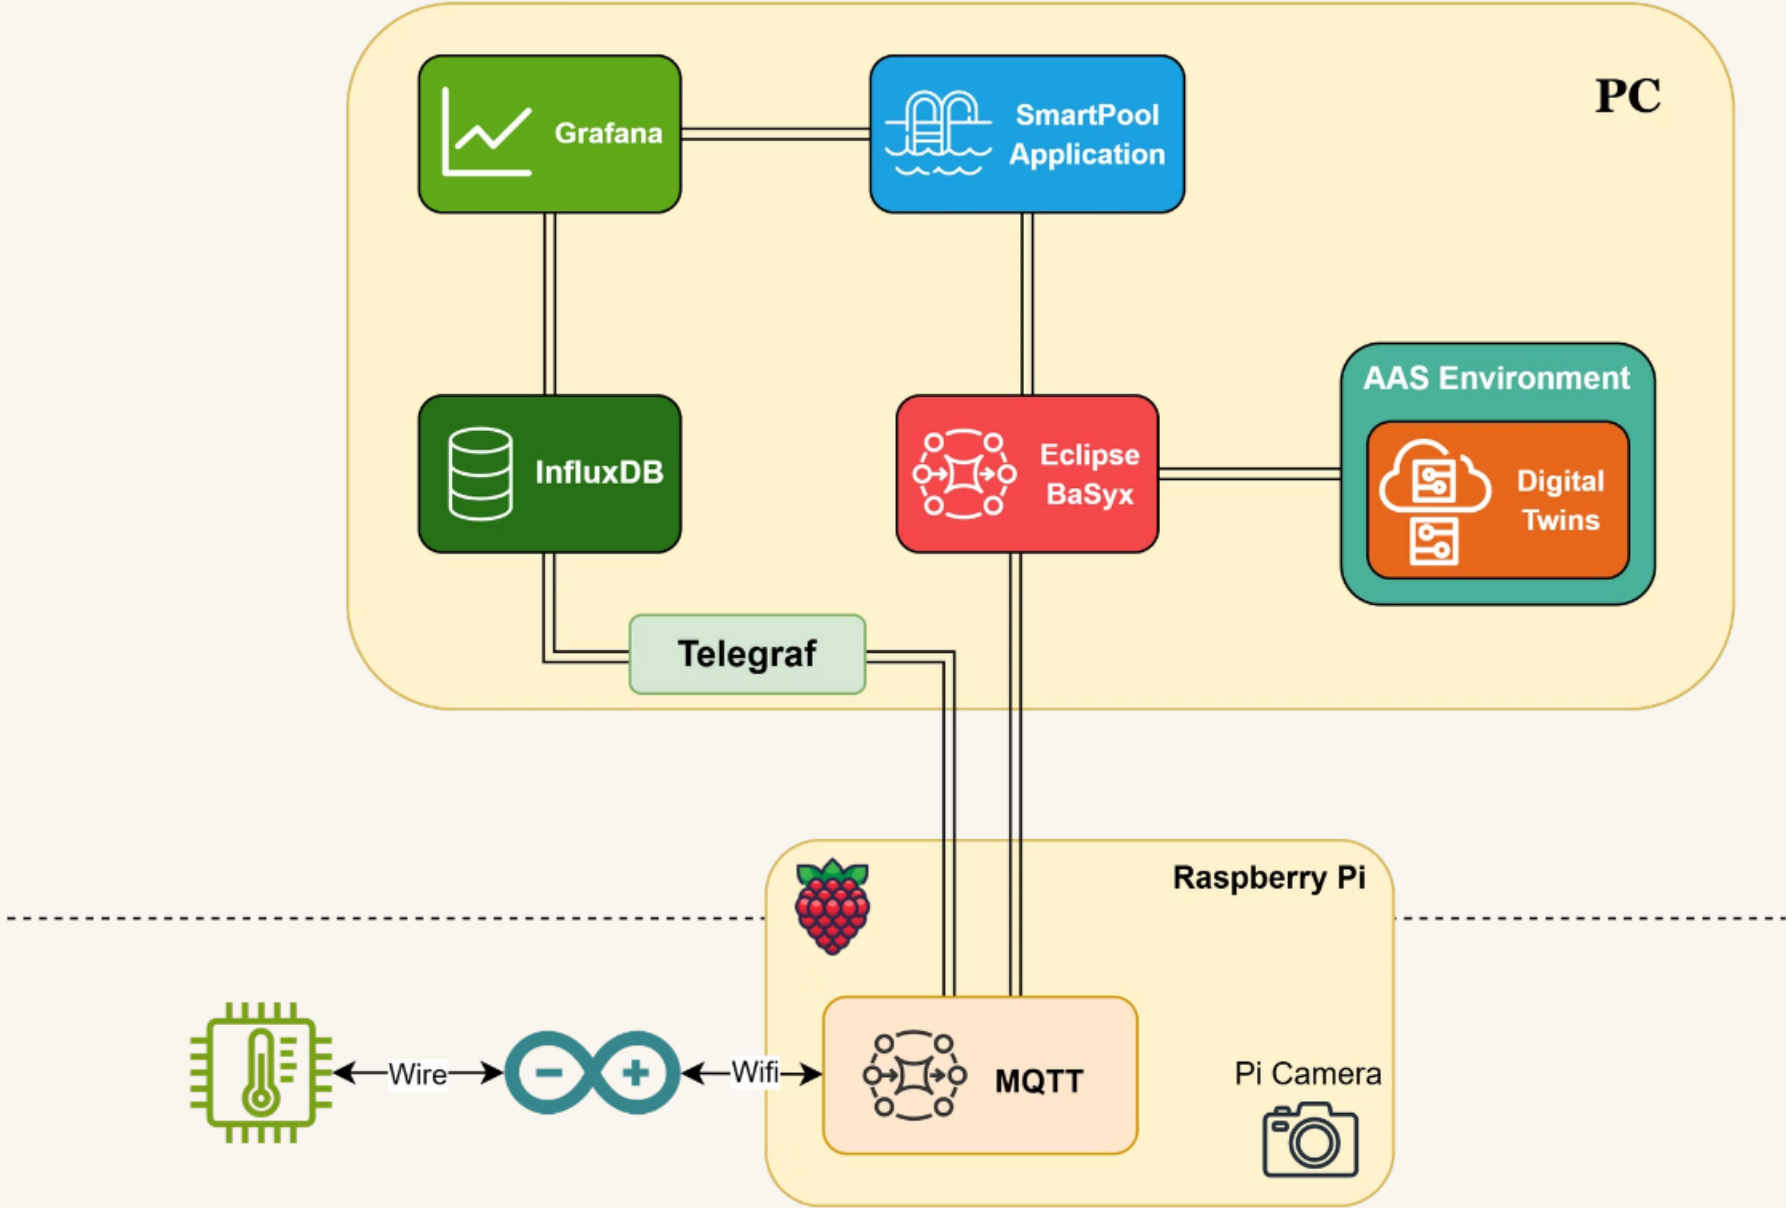 PC
Grafana
SmartPool
Application
AAS Environment
InfluxDB
Eclipse
BaSyx
Digital
Twins
Telegraf
Raspberry Pi
Wire
Wifi
MQTT
Pi Camera